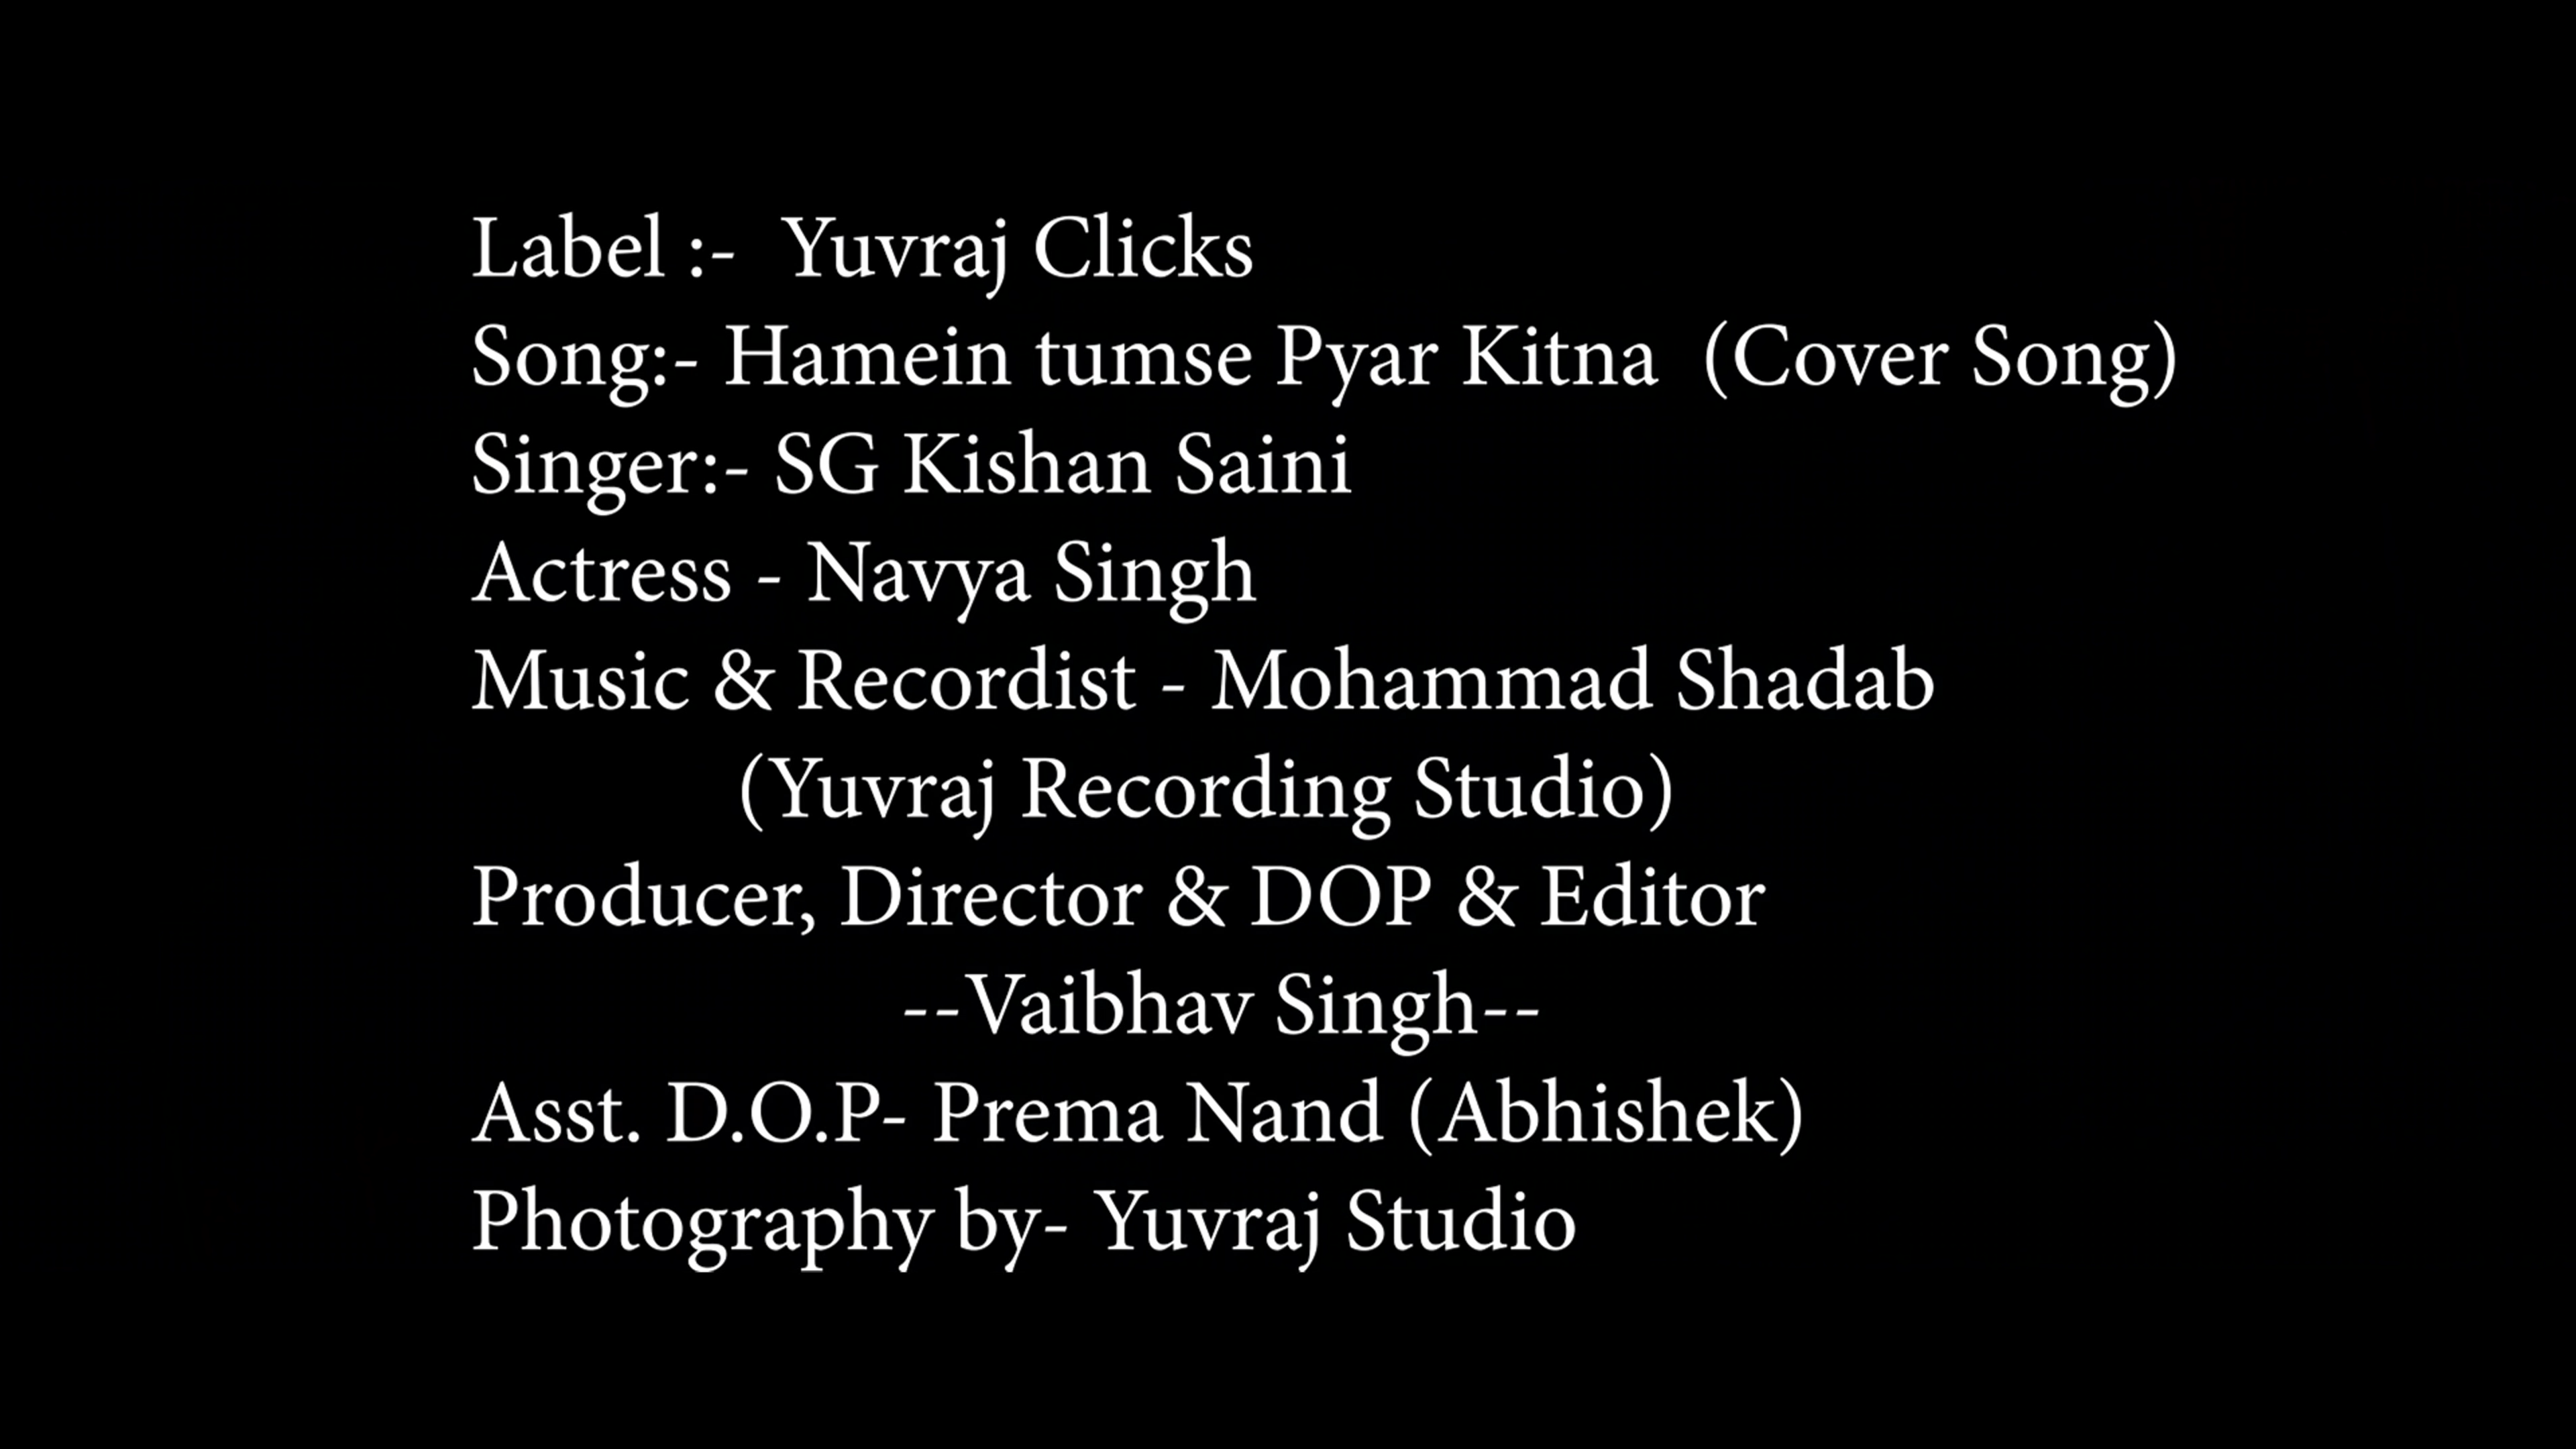 Label :-  Yuvraj Clicks
Song:- Hamein tumse Pyar Kitna  (Cover Song)
Singer:- SG Kishan Saini
Actress - Navya Singh
Music & Recordist - Mohammad Shadab
(Yuvraj Recording Studio)
Producer, Director & DOP & Editor
--Vaibhav Singh--
Asst. D.O.P- Prema Nand (Abhishek)
Photography by- Yuvraj Studio